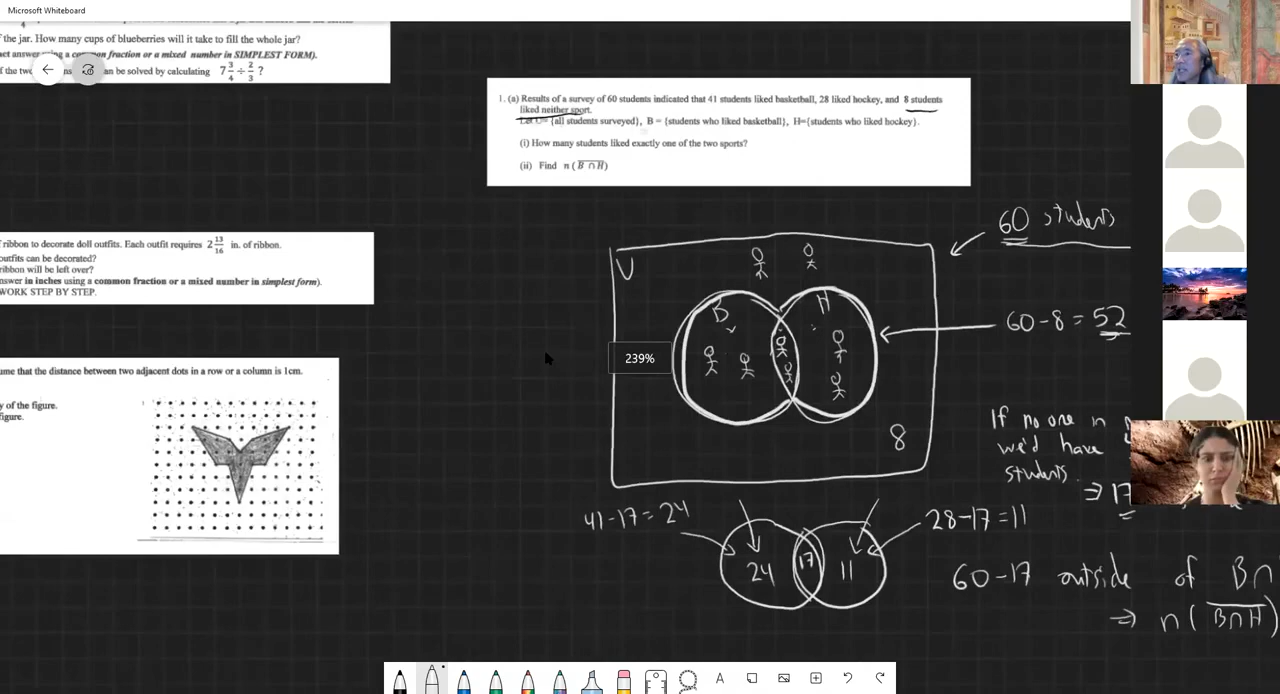 Microsoft Whiteboard
f the jar. How many cups of blueberries will it take to fill the whole jar?
common fraction or a mixed number in SIMPLEST FORM).
an be solved by calculating 7 3/4 ÷ 2/3 ?
1. (a) Results of a survey of 60 students indicated that 41 students liked basketball, 28 liked hockey, and 8 students
liked neither sport.
{all students surveyed}, B = {students who liked basketball}, H={students who liked hockey}.
(i) How many students liked exactly one of the two sports?
(ii) Find n ( B̅ ̅∩̅ ̅H̅ )
f ribbon to decorate doll outfits. Each outfit requires 2 13/16 in. of ribbon.
outfits can be decorated?
ribbon will be left over?
nswer in inches using a common fraction or a mixed number in simplest form).
WORK STEP BY STEP.
ume that the distance between two adjacent dots in a row or a column is 1cm.
y of the figure.
figure.
60 students
U
B
H
60-8 = 52
239%
8
If no one in
we'd have
students
⇒ 17
41-17=24
28-17=11
24
17
11
60-17 outside of B∩
⇒ n( B̅∩̅H̅ )
A